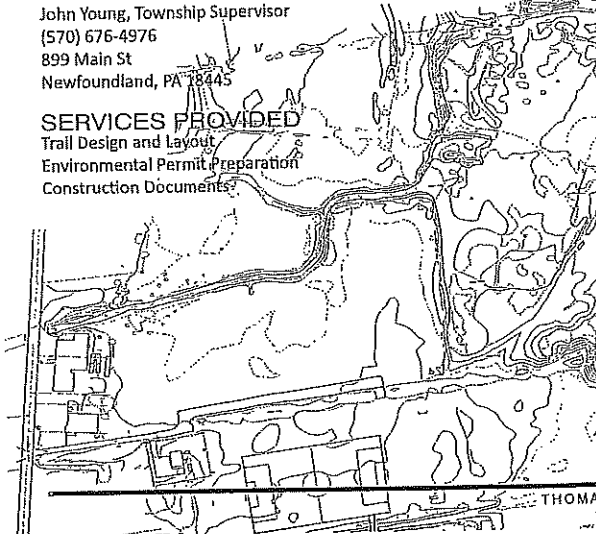 John Young, Township Supervisor
(570) 676-4976
899 Main St
Newfoundland, PA 18445
SERVICES PROVIDED
Trail Design and Layout
Environmental Permit Preparation
Construction Documents
THOMA